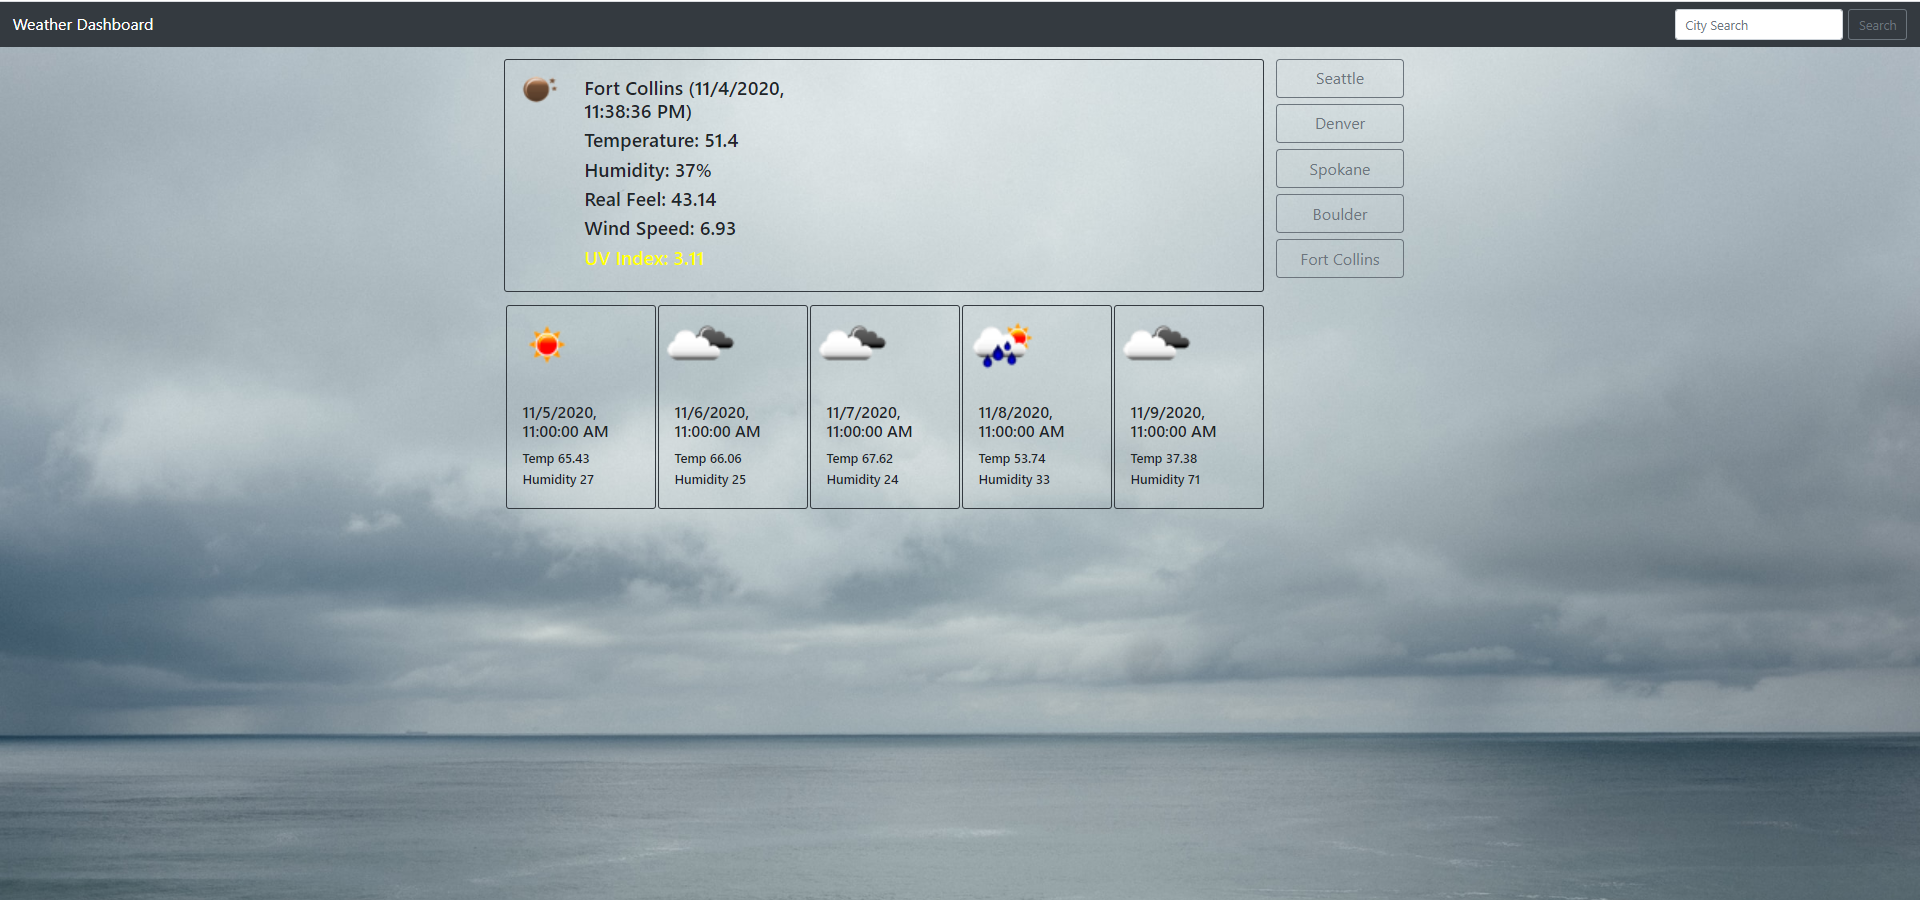 Weather Dashboard
City Search
Search
Fort Collins (11/4/2020,
11:38:36 PM)
Temperature: 51.4
Humidity: 37%
Real Feel: 43.14
Wind Speed: 6.93
UV Index: 3.11
Seattle
Denver
Spokane
Boulder
Fort Collins
11/5/2020,
11:00:00 AM
Temp 65.43
Humidity 27
11/6/2020,
11:00:00 AM
Temp 66.06
Humidity 25
11/7/2020,
11:00:00 AM
Temp 67.62
Humidity 24
11/8/2020,
11:00:00 AM
Temp 53.74
Humidity 33
11/9/2020,
11:00:00 AM
Temp 37.38
Humidity 71